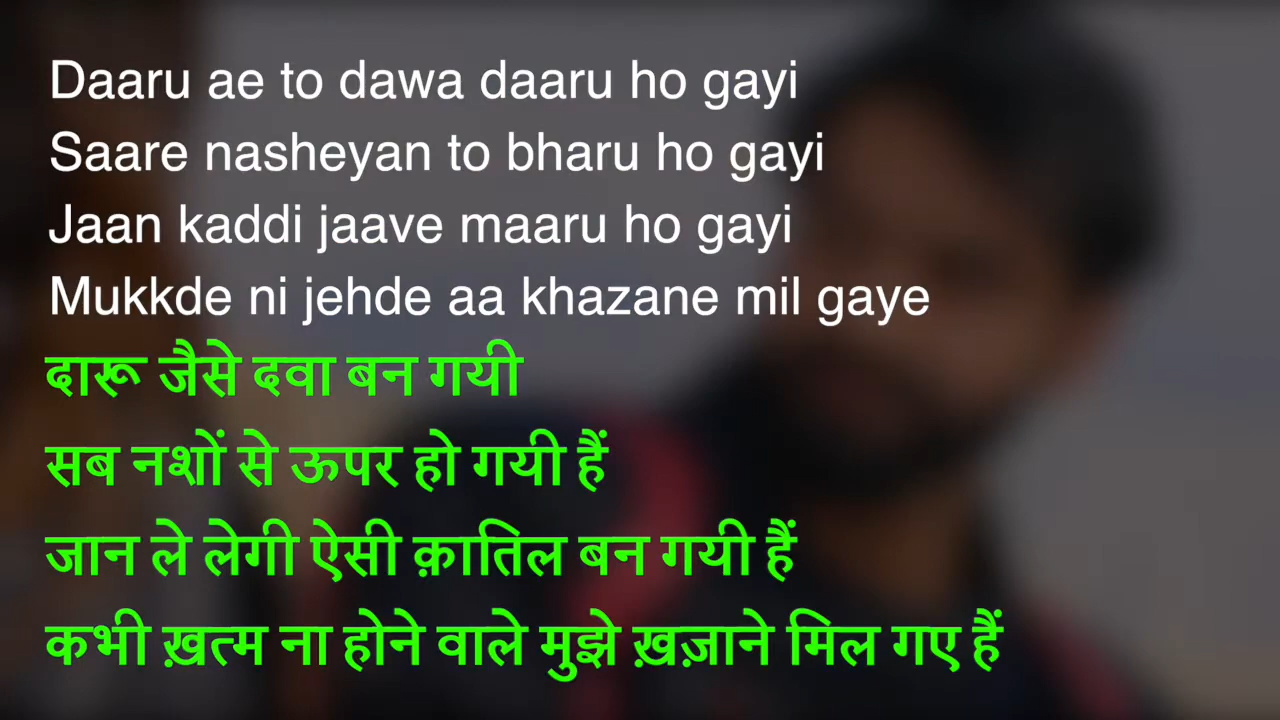 Daaru ae to dawa daaru ho gayi
Saare nasheyan to bharu ho gayi
Jaan kaddi jaave maaru ho gayi
Mukkde ni jehde aa khazane mil gaye
दारू जैसे दवा बन गयी
सब नशों से ऊपर हो गयी हैं
जान ले लेगी ऐसी क़ातिल बन गयी हैं
कभी ख़त्म ना होने वाले मुझे ख़ज़ाने मिल गए हैं